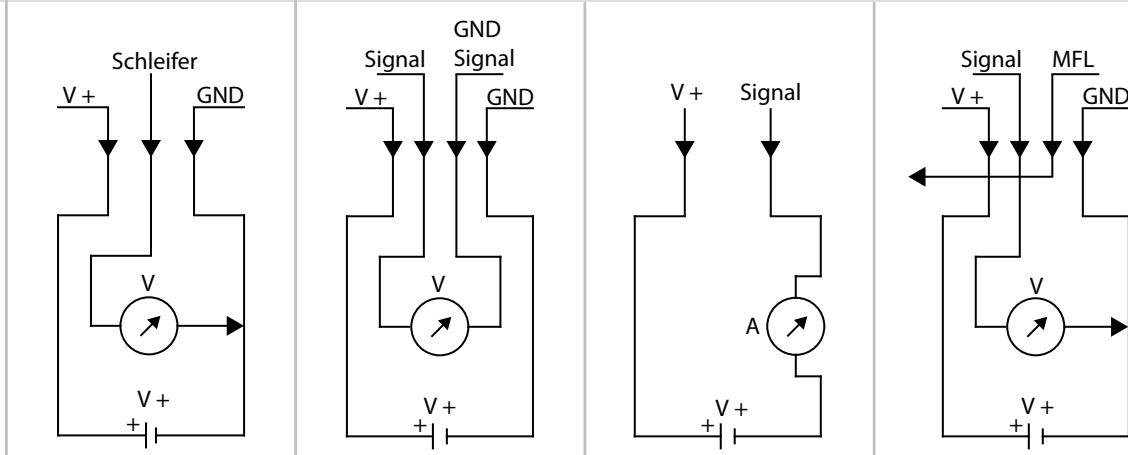 Schleifer
V +
GND
V
V +
+
GND
Signal
Signal
V +
GND
V
V +
+
V +
Signal
A
V +
+
Signal
MFL
V +
GND
V
V +
+